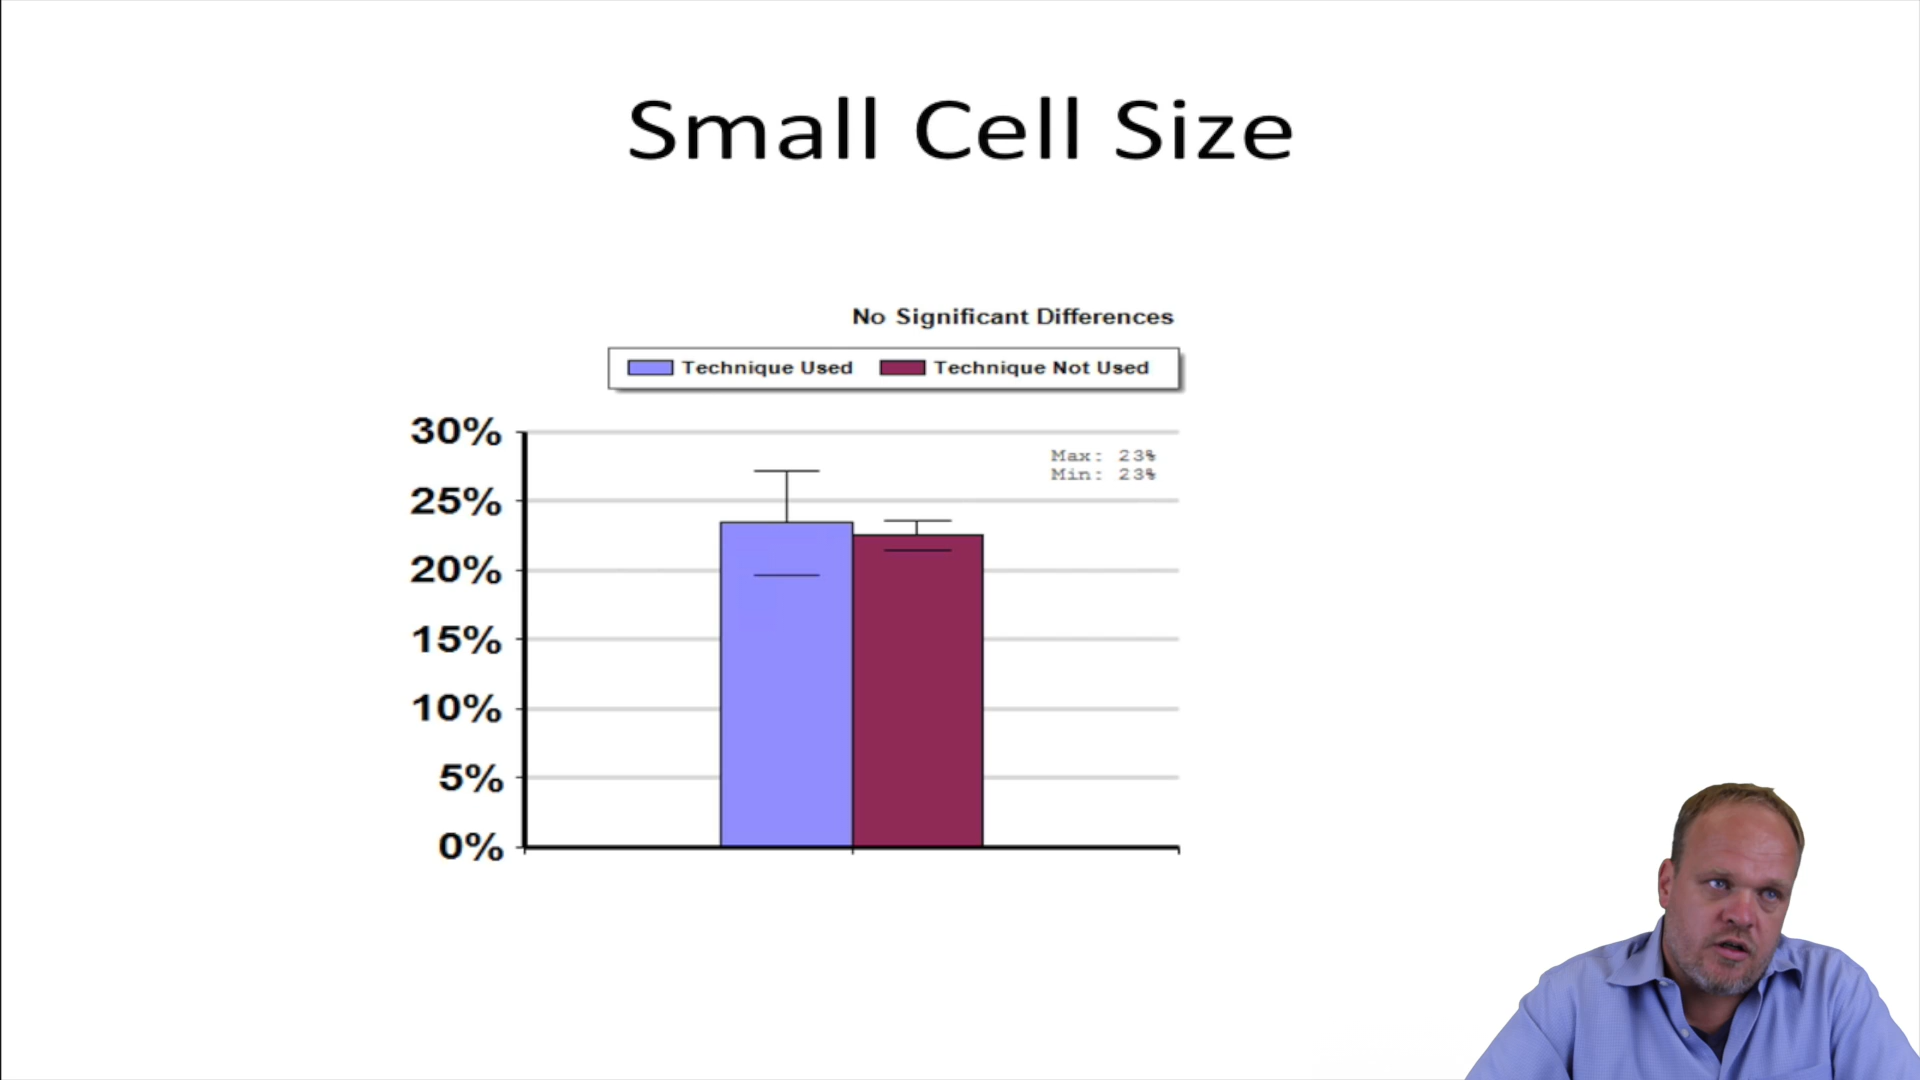 Small Cell Size
No Significant Differences
Technique Used Technique Not Used
30%
Max: 23%
Min: 23%
25%
20%
15%
10%
5%
0%